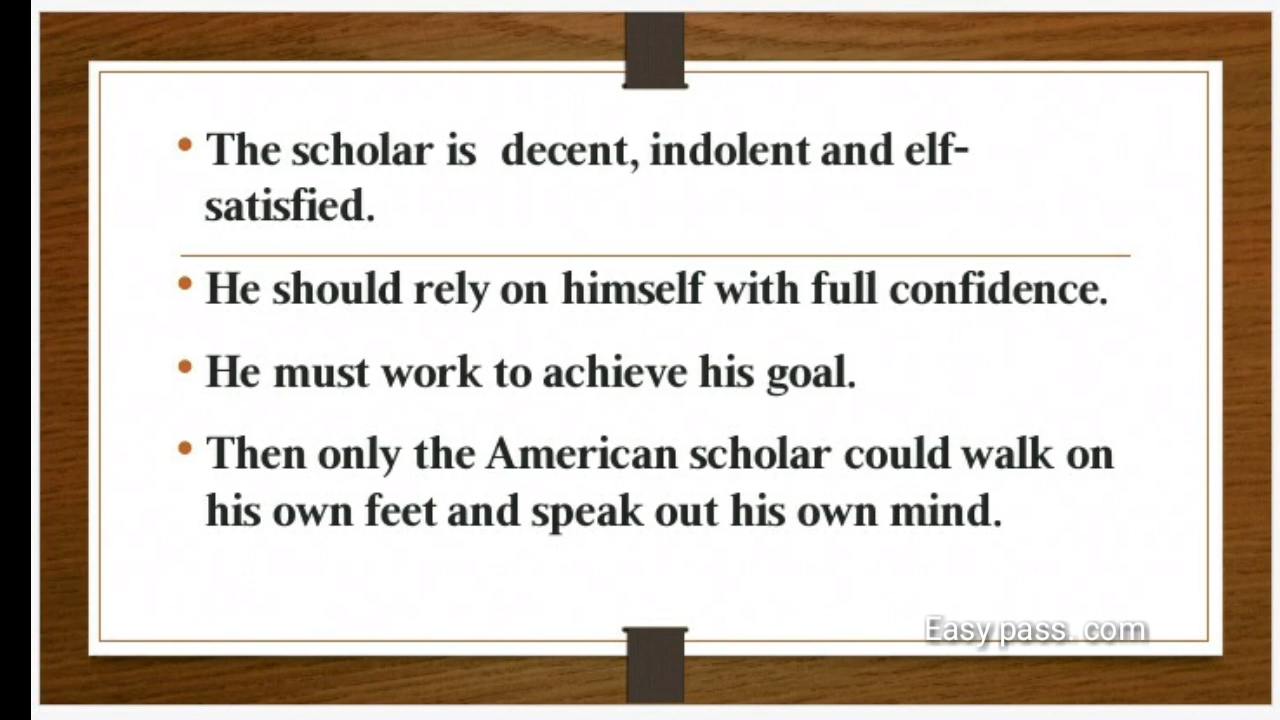 The scholar is decent, indolent and elf-
satisfied.
He should rely on himself with full confidence.
He must work to achieve his goal.
Then only the American scholar could walk on
his own feet and speak out his own mind.
Easy pass. com